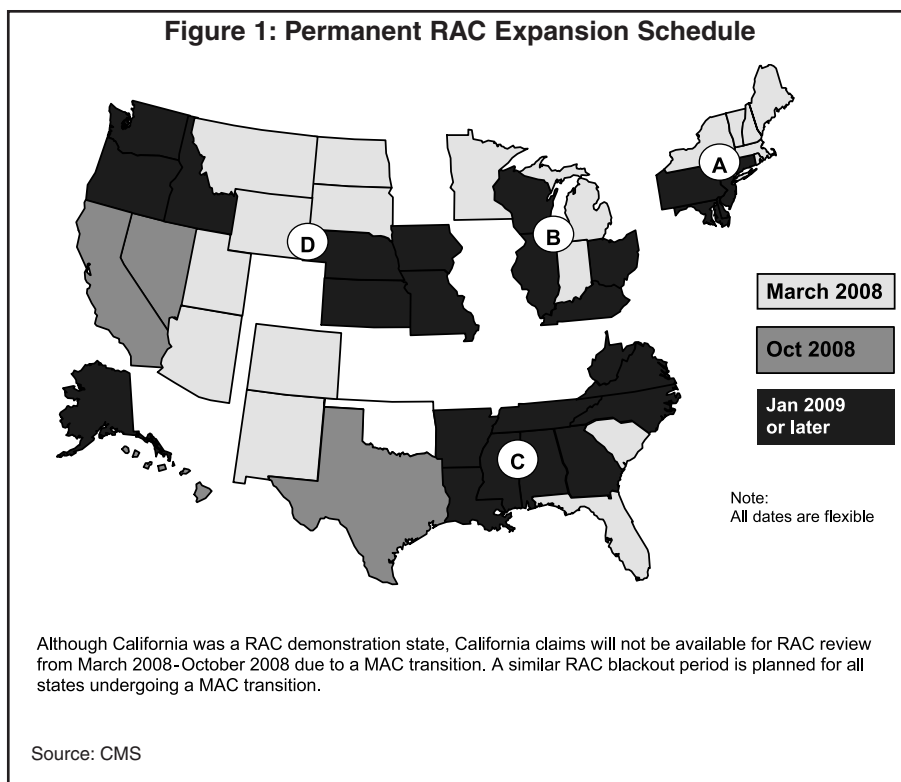 Figure 1: Permanent RAC Expansion Schedule
A
D
B
C
March 2008
Oct 2008
Jan 2009
or later
Note:
All dates are flexible
Although California was a RAC demonstration state, California claims will not be available for RAC review
from March 2008-October 2008 due to a MAC transition. A similar RAC blackout period is planned for all
states undergoing a MAC transition.
Source: CMS